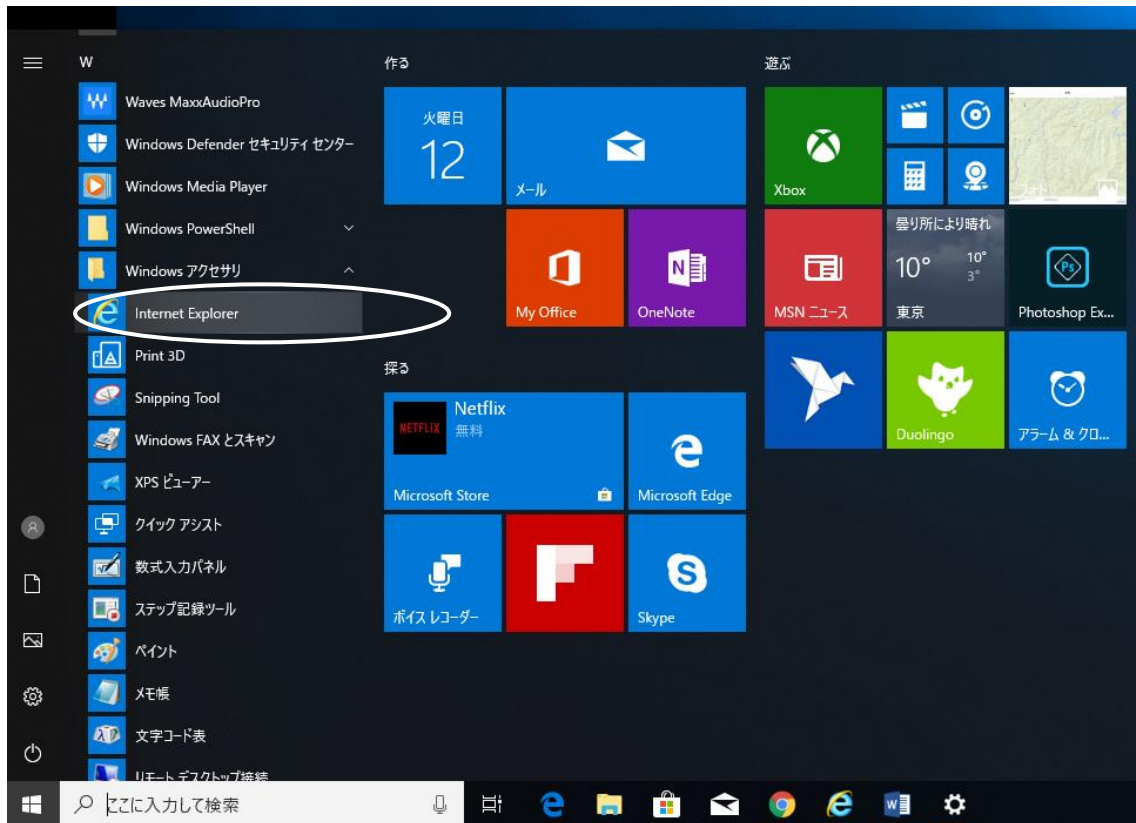 W
Waves MaxxAudioPro
Windows Defender セキュリティ センター
Windows Media Player
Windows PowerShell
Windows アクセサリ
Internet Explorer
Print 3D
Snipping Tool
Windows FAX とスキャン
XPS ビューアー
クイック アシスト
数式入力パネル
ステップ記録ツール
ペイント
メモ帳
文字コード表
リモート デスクトップ接続
作る
火曜日
12
メール
My Office
OneNote
探る
Netflix
NETFLIX
無料
Microsoft Store
Microsoft Edge
ボイス レコーダー
Skype
遊ぶ
Xbox
フォト
MSN ニュース
曇り所により晴れ
10°
10°
3°
東京
Ps
Photoshop Ex...
Duolingo
アラーム & クロ...
ここに入力して検索